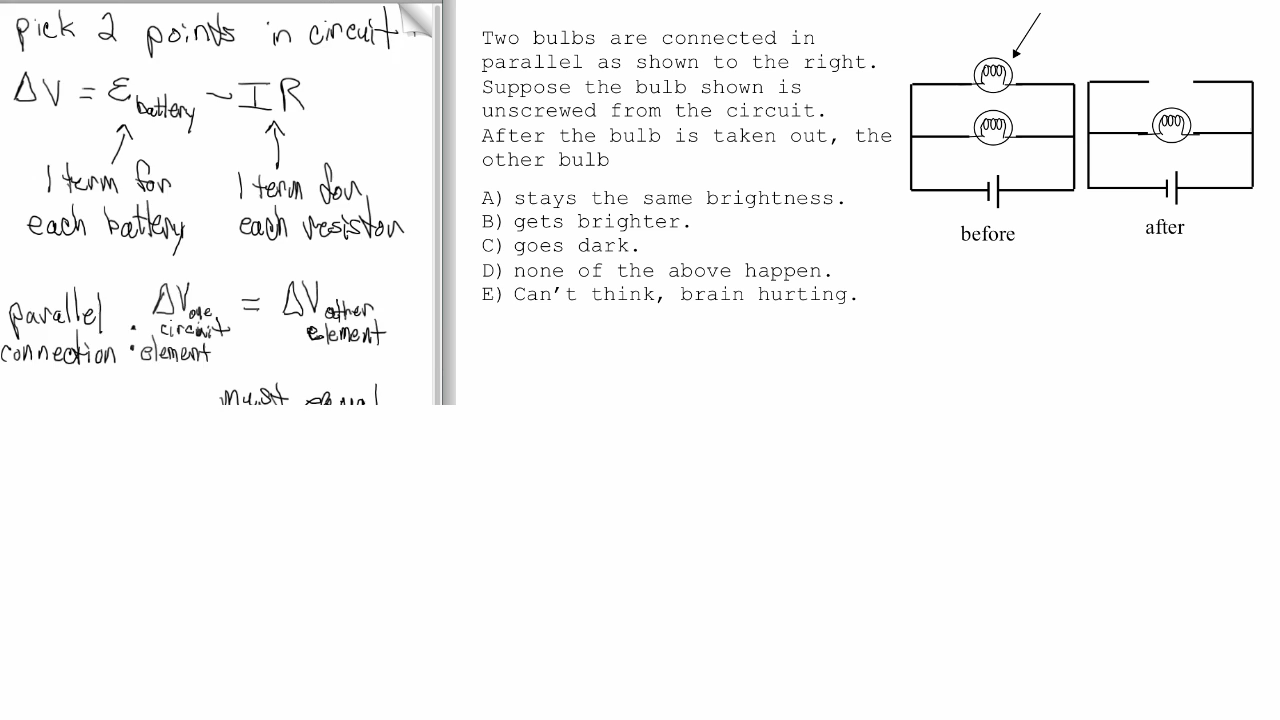 pick 2 points in circuit
ΔV = ε battery - IR
1 term for each battery
1 term for each resistor
parallel connection : ΔV one circuit element = ΔV other element
must equal
Two bulbs are connected in
parallel as shown to the right.
Suppose the bulb shown is
unscrewed from the circuit.
After the bulb is taken out, the
other bulb
A) stays the same brightness.
B) gets brighter.
C) goes dark.
D) none of the above happen.
E) Can't think, brain hurting.
before
after